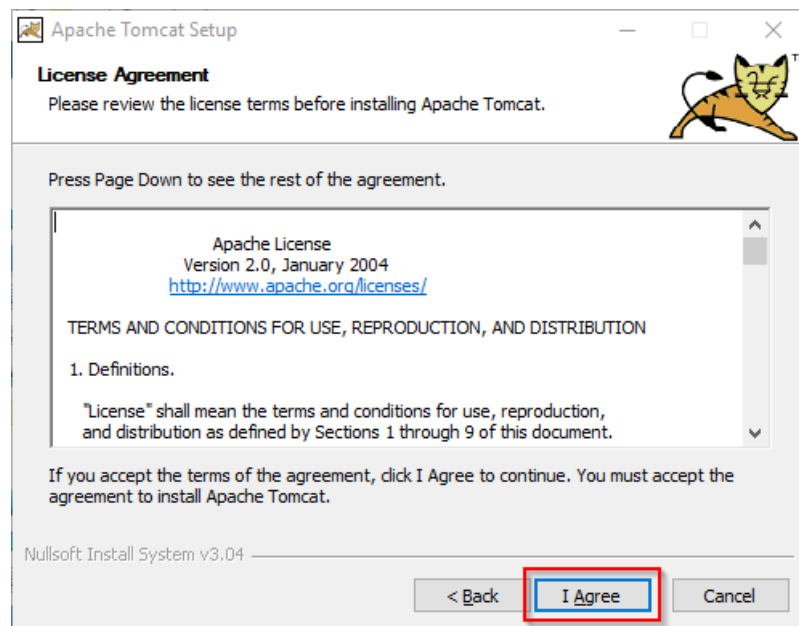 Apache Tomcat Setup
License Agreement
Please review the license terms before installing Apache Tomcat.
TM
Press Page Down to see the rest of the agreement.
Apache License
Version 2.0, January 2004
http://www.apache.org/licenses/
TERMS AND CONDITIONS FOR USE, REPRODUCTION, AND DISTRIBUTION
1. Definitions.
"License" shall mean the terms and conditions for use, reproduction,
and distribution as defined by Sections 1 through 9 of this document.
If you accept the terms of the agreement, click I Agree to continue. You must accept the
agreement to install Apache Tomcat.
Nullsoft Install System v3.04
< Back I Agree Cancel